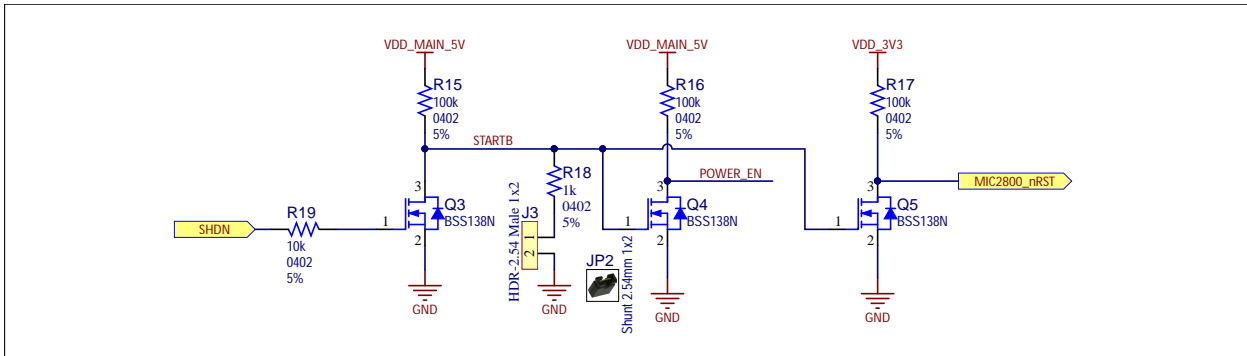 VDD_MAIN_5V
VDD_MAIN_5V
VDD_3V3
R15
100k
0402
5%
R16
100k
0402
5%
R17
100k
0402
5%
STARTB
R18
1k
0402
5%
POWER_EN
MIC2800_nRST
SHDN
R19
10k
0402
5%
1
3
2
Q3
BSS138N
GND
J3
1
2
HDR-2.54 Male 1x2
GND
JP2
Shunt 2.54mm 1x2
1
3
2
Q4
BSS138N
GND
1
3
2
Q5
BSS138N
GND